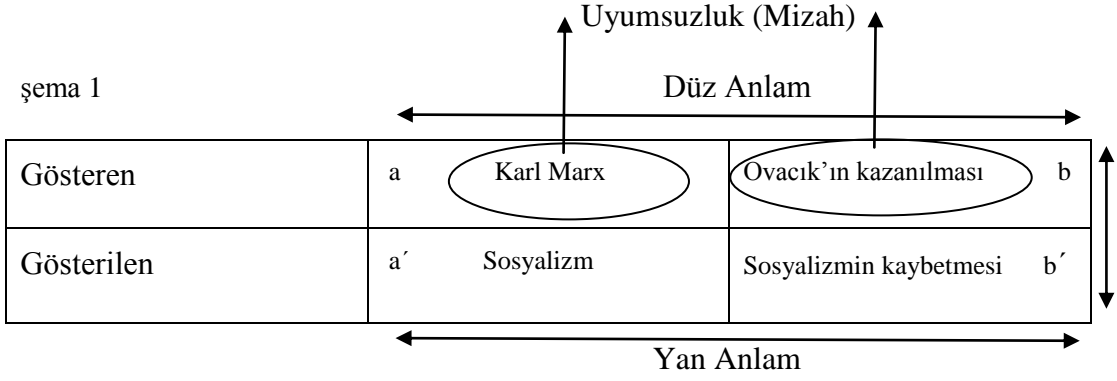 Uyumsuzluk (Mizah)
şema 1
Düz Anlam
Gösteren a Karl Marx Ovacık’ın kazanılması b
Gösterilen a´ Sosyalizm Sosyalizmin kaybetmesi b´
Yan Anlam